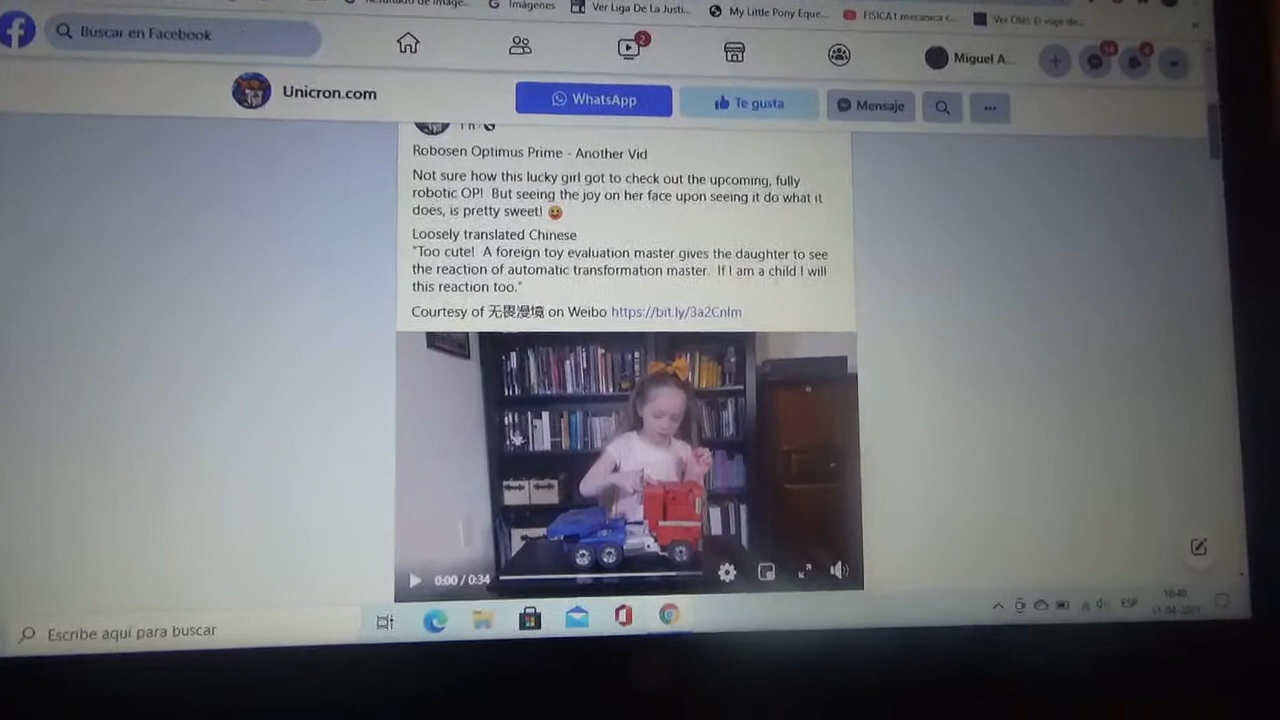 Imágenes
Ver Liga De La Justi...
My Little Pony Eque...
FISICA1 mecanica c...
Buscar en Facebook
2
Miguel A...
Unicron.com
WhatsApp
Te gusta
Mensaje
Robosen Optimus Prime - Another Vid
Not sure how this lucky girl got to check out the upcoming, fully
robotic OP! But seeing the joy on her face upon seeing it do what it
does, is pretty sweet!
Loosely translated Chinese
"Too cute! A foreign toy evaluation master gives the daughter to see
the reaction of automatic transformation master. If I am a child I will
this reaction too."
Courtesy of 无畏漫境 on Weibo https://bit.ly/3a2Cnlm
0:00 / 0:34
Escribe aquí para buscar
ESP